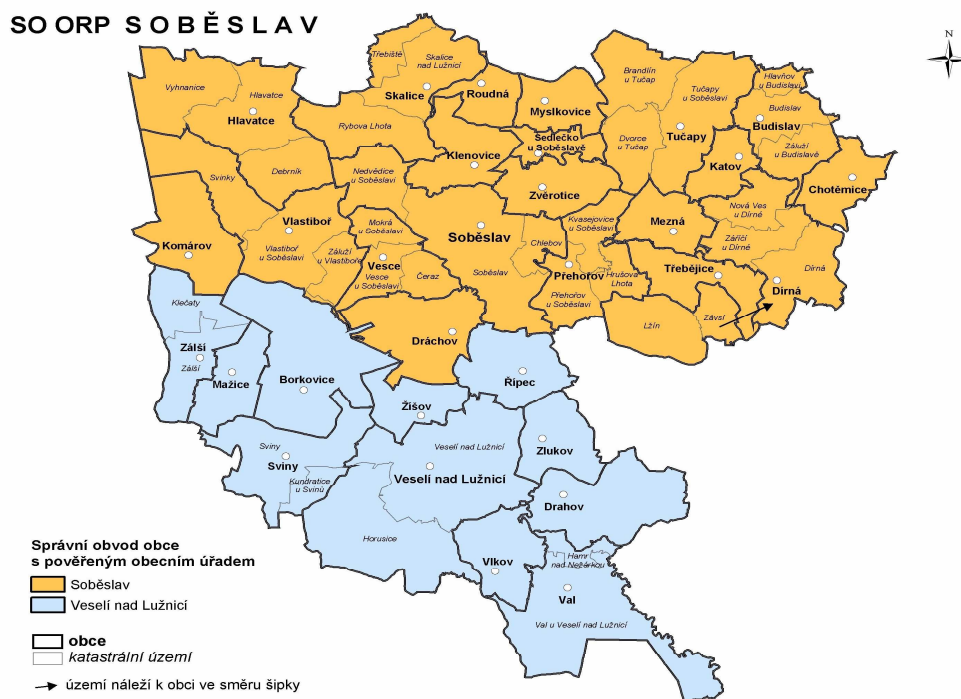 SO ORP SOBĚSLAV
N
Třebiště
Skalice
nad Lužnicí
Vyhnanice
Hlavatce
Hlavatce
Skalice
Roudná
Myslkovice
Brandlín
u Tučap
Tučapy
u Soběslavi
Hlavňov
u Budislavi
Budislav
Budislav
Rybova Lhota
Sedlečko
u Soběslavě
Dvorce
u Tučap
Tučapy
Záluží
u Budislavě
Klenovice
Katov
Chotěmice
Svinky
Debrník
Nedvědice
u Soběslavi
Zvěrotice
Nová Ves
u Dírné
Vlastiboř
Mokrá
u Soběslavi
Soběslav
Kvasejovice
u Soběslavi
Mezná
Komárov
Vlastiboř
u Soběslavi
Záluží
u Vlastiboře
Vesce
Vesce
u Soběslavi
Čeraz
Soběslav
Chlebov
Přehořov
Hrušova
Lhota
Záříčí
u Dírné
Třebějice
Dírná
Dírná
Přehořov
u Soběslavi
Lžín
Závsí
Klečaty
Zálší
Zálší
Mažice
Borkovice
Dráchov
Řípec
Žišov
Sviny
Sviny
Kundratice
u Svinů
Veselí nad Lužnicí
Veselí nad Lužnicí
Zlukov
Drahov
Horusice
Vlkov
Hamr
nad Nežárkou
Val
Val u Veselí nad Lužnicí
Správní obvod obce
s pověřeným obecním úřadem
Soběslav
Veselí nad Lužnicí
obce
katastrální území
území náleží k obci ve směru šipky